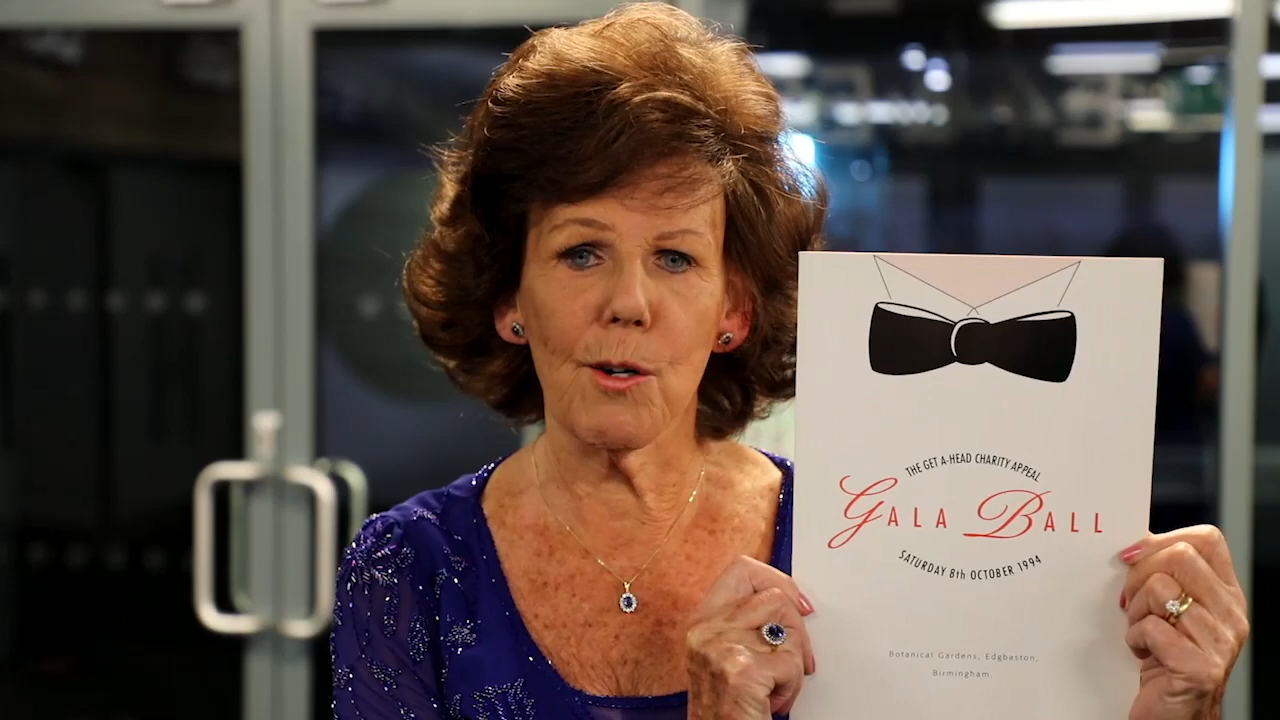 THE GET A-HEAD CHARITY APPEAL
GALA BALL
SATURDAY 8th OCTOBER 1994
Botanical Gardens, Edgbaston,
Birmingham.